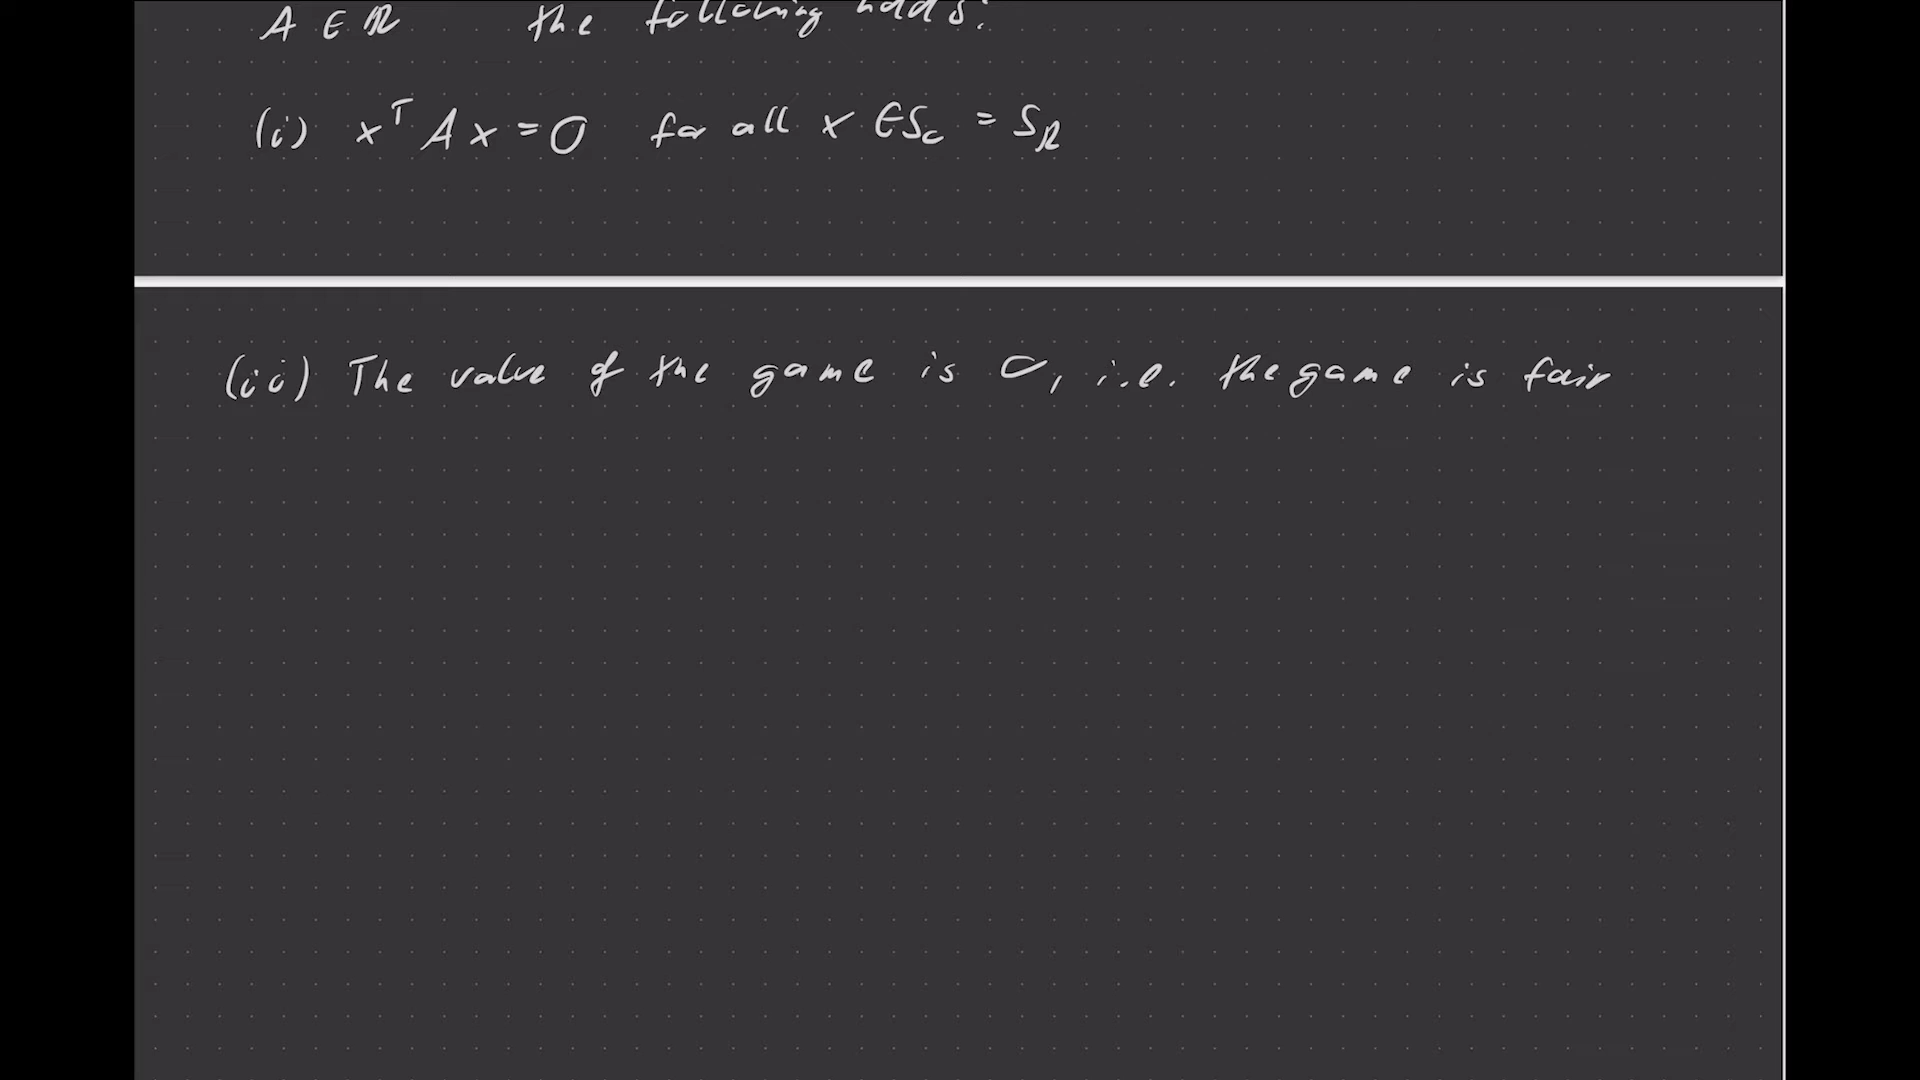 A ∈ ℝ the following holds:
(i) x^T A x = 0 for all x ∈ S_C = S_R
(ii) The value of the game is 0, i.e. the game is fair